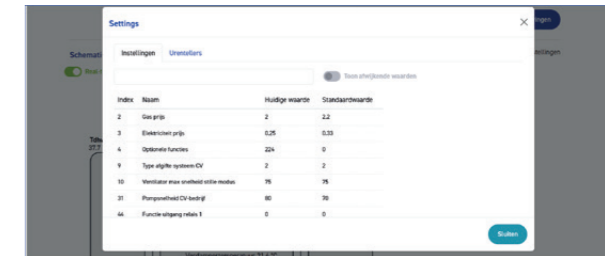 Settings
Instellingen Urentellers
Toon afwijkende waarden
Index Naam Huidige waarde Standaardwaarde
2 Gas prijs 2 2.2
3 Elektriciteit prijs 0.25 0.33
4 Optionele functies 224 0
9 Type afgifte systeem CV 2 2
10 Ventilator max snelheid stille modus 75 75
31 Pompsnelheid CV-bedrijf 80 70
44 Functie uitgang relais 1 0 0
Sluiten